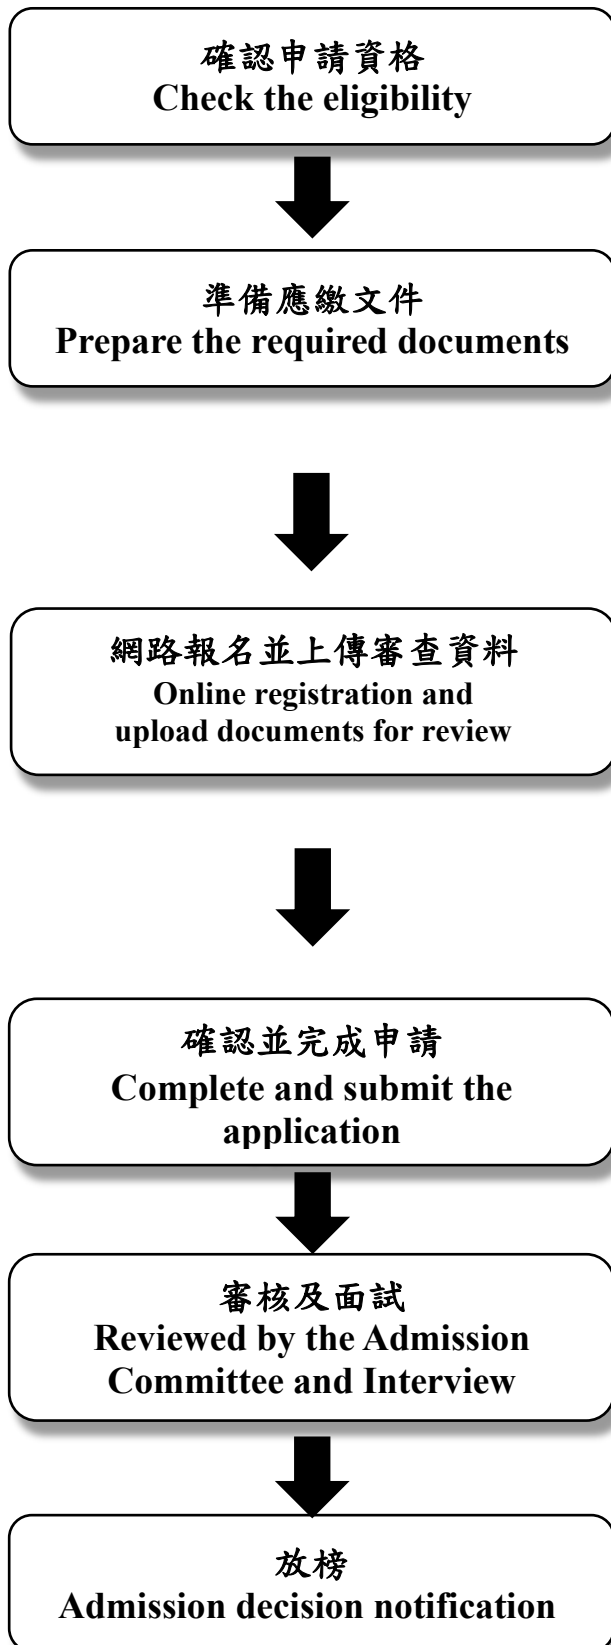 確認申請資格
Check the eligibility
準備應繳文件
Prepare the required documents
網路報名並上傳審查資料
Online registration and
upload documents for review
確認並完成申請
Complete and submit the
application
審核及面試
Reviewed by the Admission
Committee and Interview
放榜
Admission decision notification